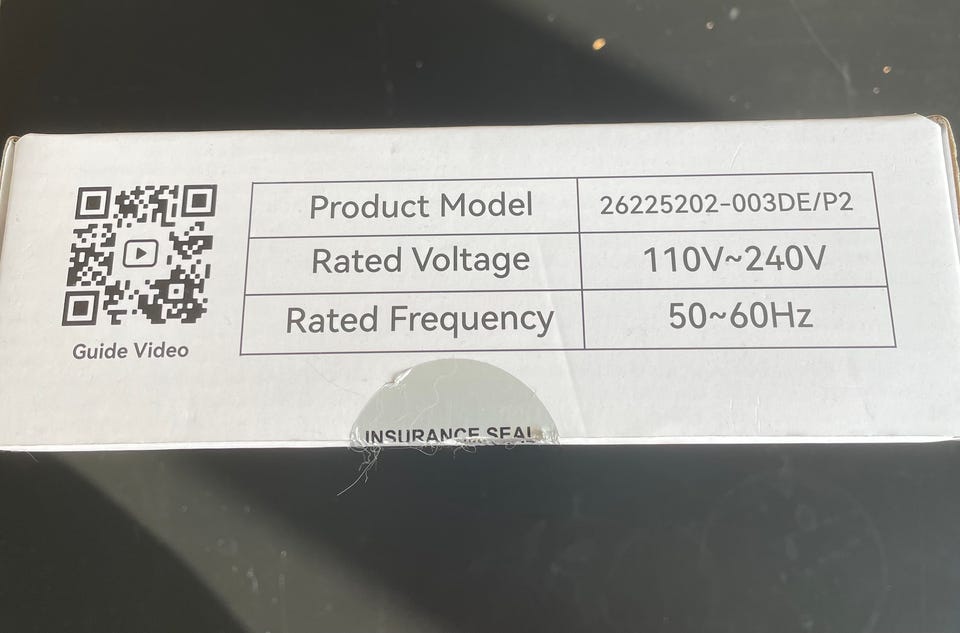 Product Model 26225202-003DE/P2
Rated Voltage 110V~240V
Rated Frequency 50~60Hz
Guide Video
INSURANCE SEAL